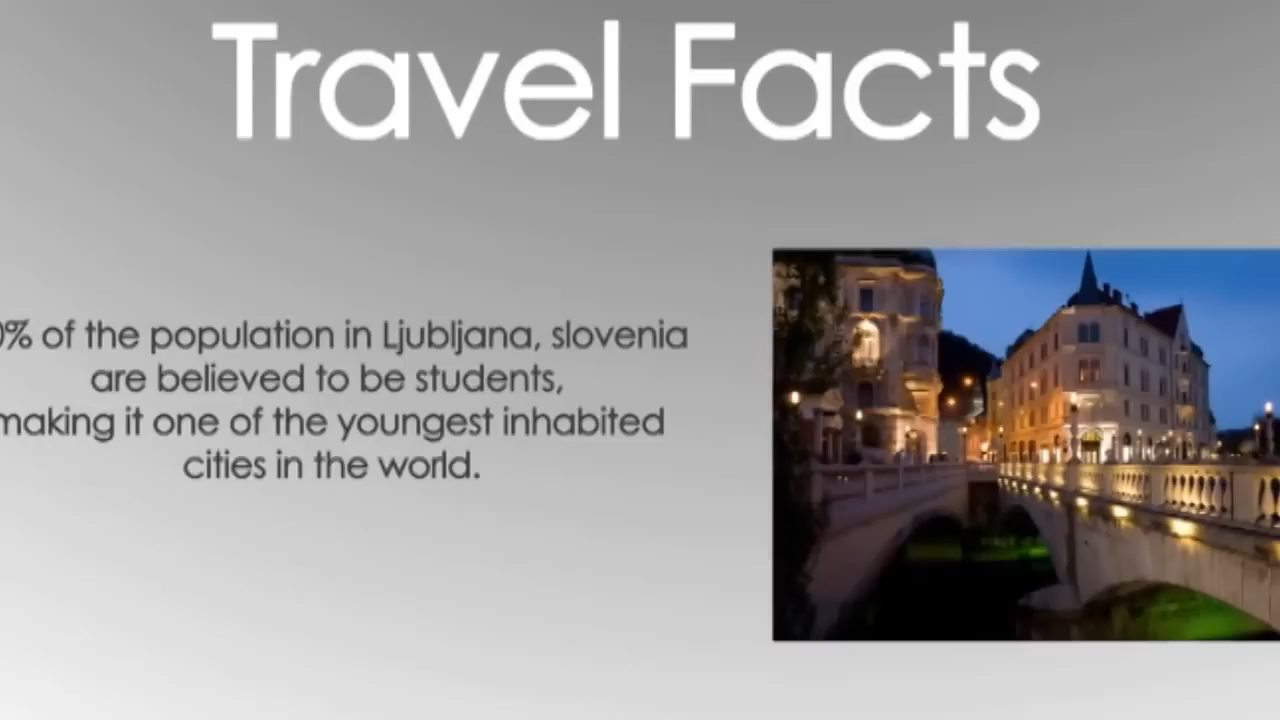 Travel Facts
0% of the population in Ljubljana, slovenia
are believed to be students,
making it one of the youngest inhabited
cities in the world.